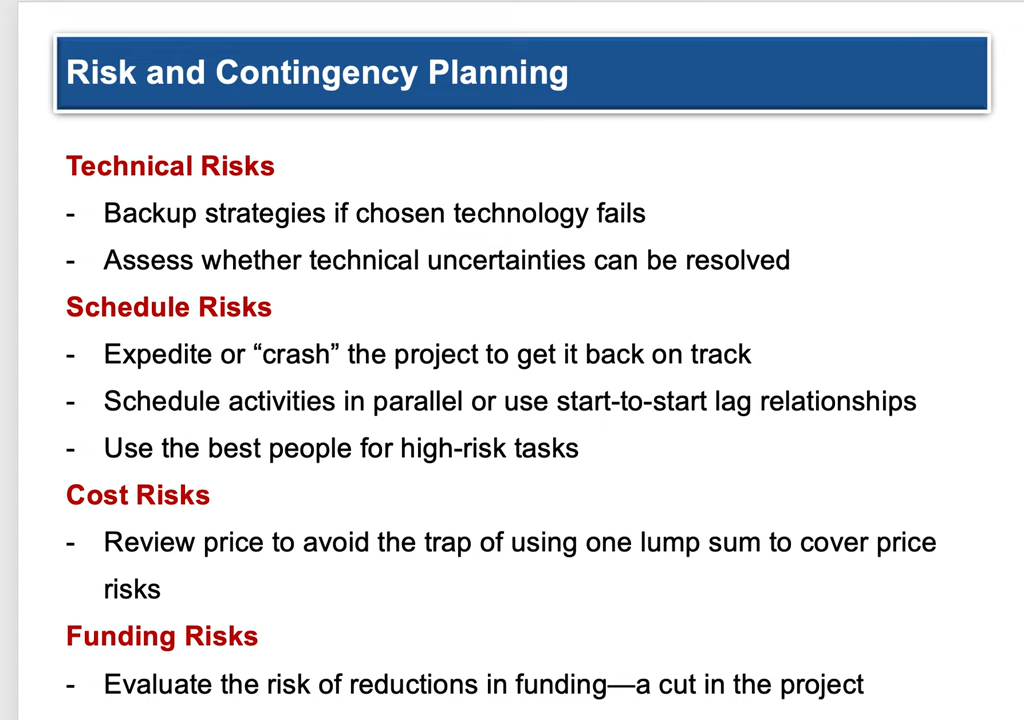 Risk and Contingency Planning
Technical Risks
- Backup strategies if chosen technology fails
- Assess whether technical uncertainties can be resolved
Schedule Risks
- Expedite or “crash” the project to get it back on track
- Schedule activities in parallel or use start-to-start lag relationships
- Use the best people for high-risk tasks
Cost Risks
- Review price to avoid the trap of using one lump sum to cover price
risks
Funding Risks
- Evaluate the risk of reductions in funding—a cut in the project